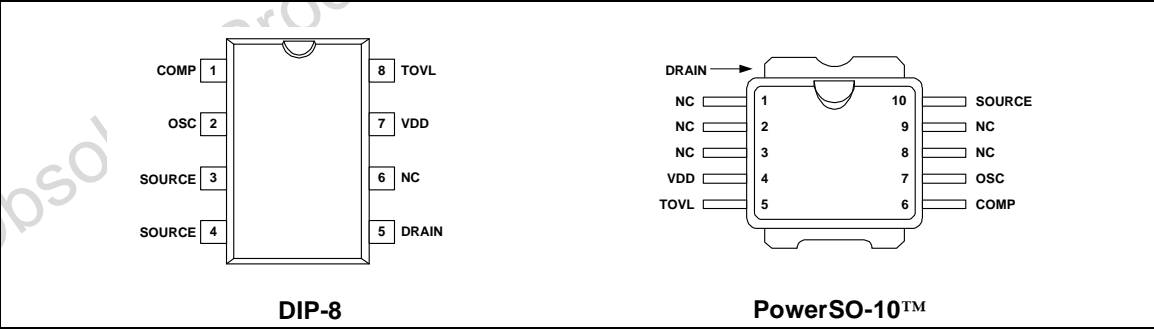 COMP 1
OSC 2
SOURCE 3
SOURCE 4
8 TOVL
7 VDD
6 NC
5 DRAIN
DIP-8
DRAIN
NC 1
NC 2
NC 3
VDD 4
TOVL 5
10 SOURCE
9 NC
8 NC
7 OSC
6 COMP
PowerSO-10™